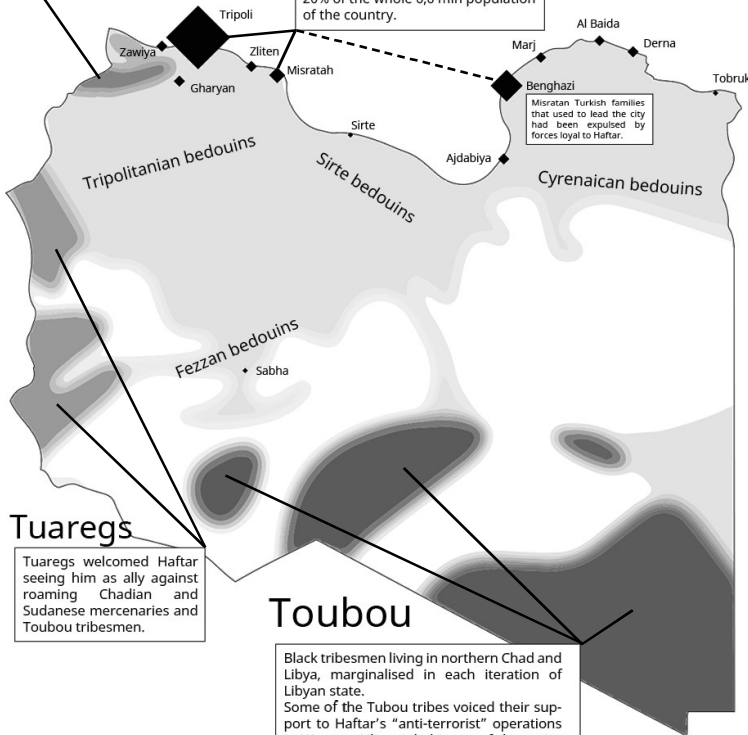 20% of the whole 6,6 mln population
of the country.
Tripoli
Zawiya
Zliten
Misratah
Gharyan
Sirte
Al Baida
Marj
Derna
Tobruk
Benghazi
Misratan Turkish families
that used to lead the city
had been expulsed by
forces loyal to Haftar.
Ajdabiya
Tripolitanian bedouins
Sirte bedouins
Cyrenaican bedouins
Fezzan bedouins
Sabha
Tuaregs
Tuaregs welcomed Haftar
seeing him as ally against
roaming Chadian and
Sudanese mercenaries and
Toubou tribesmen.
Toubou
Black tribesmen living in northern Chad and
Libya, marginalised in each iteration of
Libyan state.
Some of the Tubou tribes voiced their sup-
port to Haftar's “anti-terrorist” operations